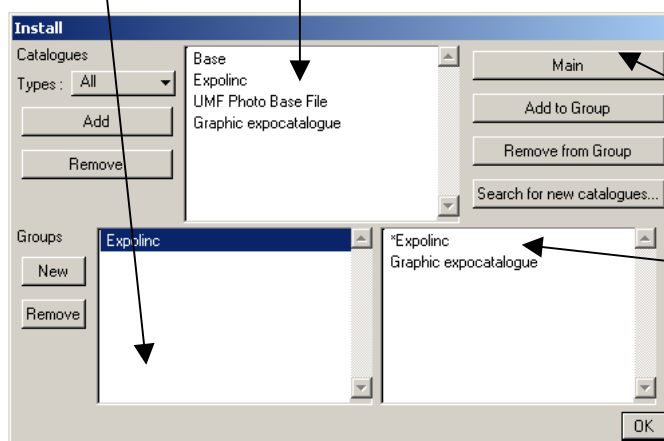 Install
Catalogues
Types : All
Add
Remove
Base
Expolinc
UMF Photo Base File
Graphic expocatalogue
Main
Add to Group
Remove from Group
Search for new catalogues...
Groups
New
Remove
Expolinc
*Expolinc
Graphic expocatalogue
OK